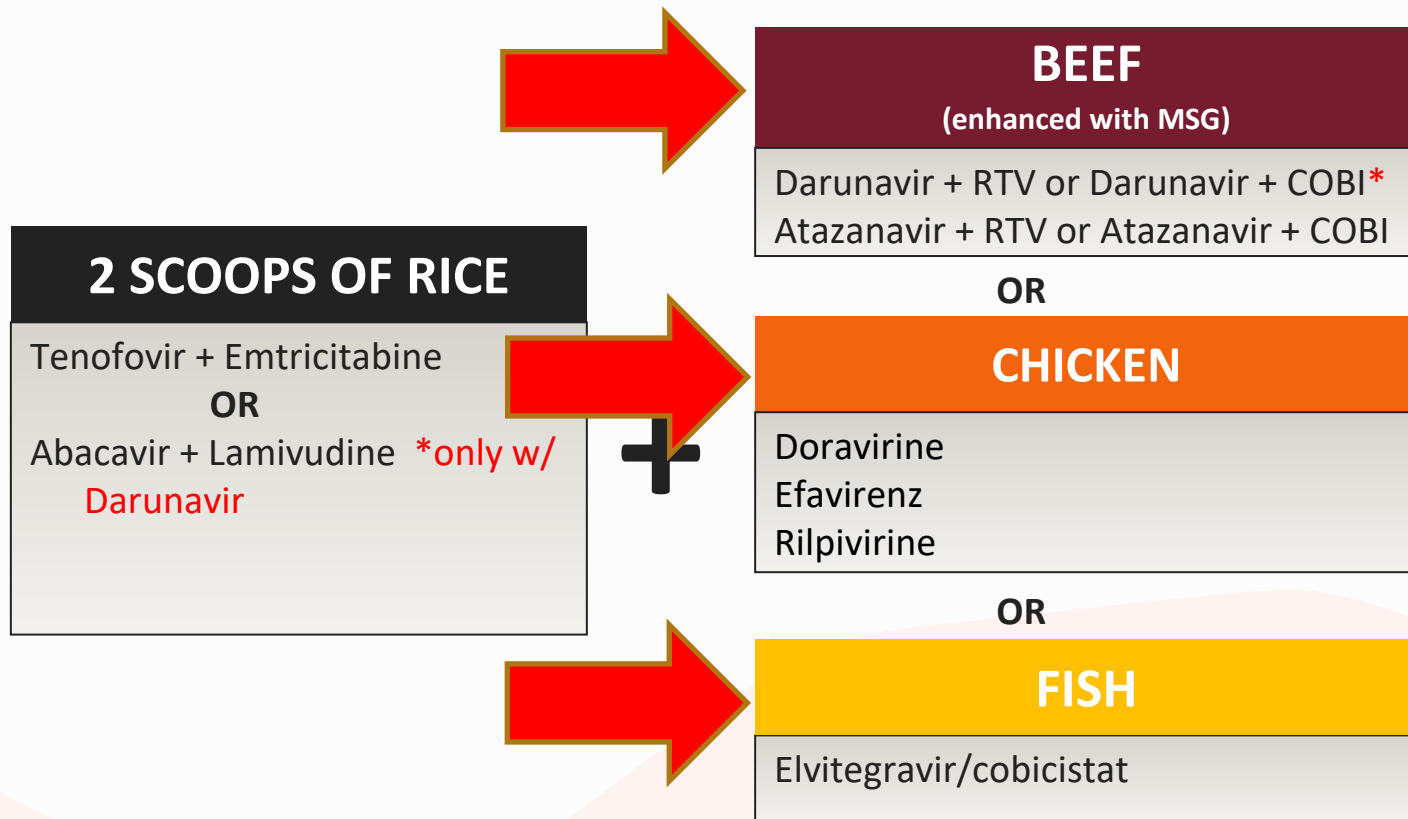 2 SCOOPS OF RICE
Tenofovir + Emtricitabine
OR
Abacavir + Lamivudine *only w/
Darunavir
+
BEEF
(enhanced with MSG)
Darunavir + RTV or Darunavir + COBI*
Atazanavir + RTV or Atazanavir + COBI
OR
CHICKEN
Doravirine
Efavirenz
Rilpivirine
OR
FISH
Elvitegravir/cobicistat